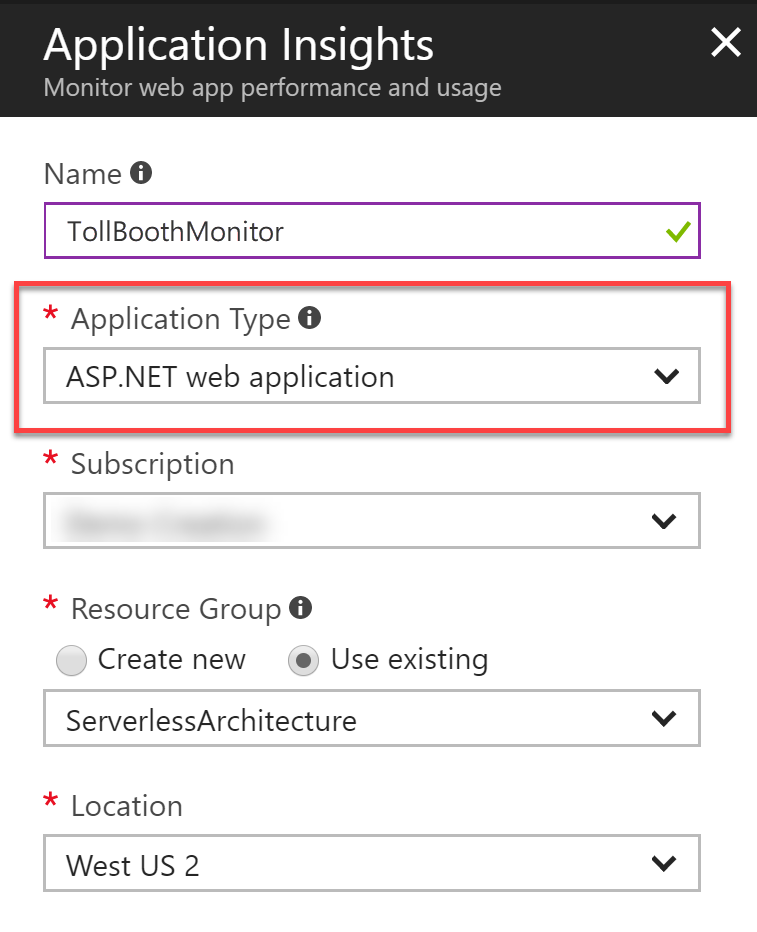 Application Insights
Monitor web app performance and usage
Name
TollBoothMonitor
* Application Type
ASP.NET web application
* Subscription
* Resource Group
Create new Use existing
ServerlessArchitecture
* Location
West US 2